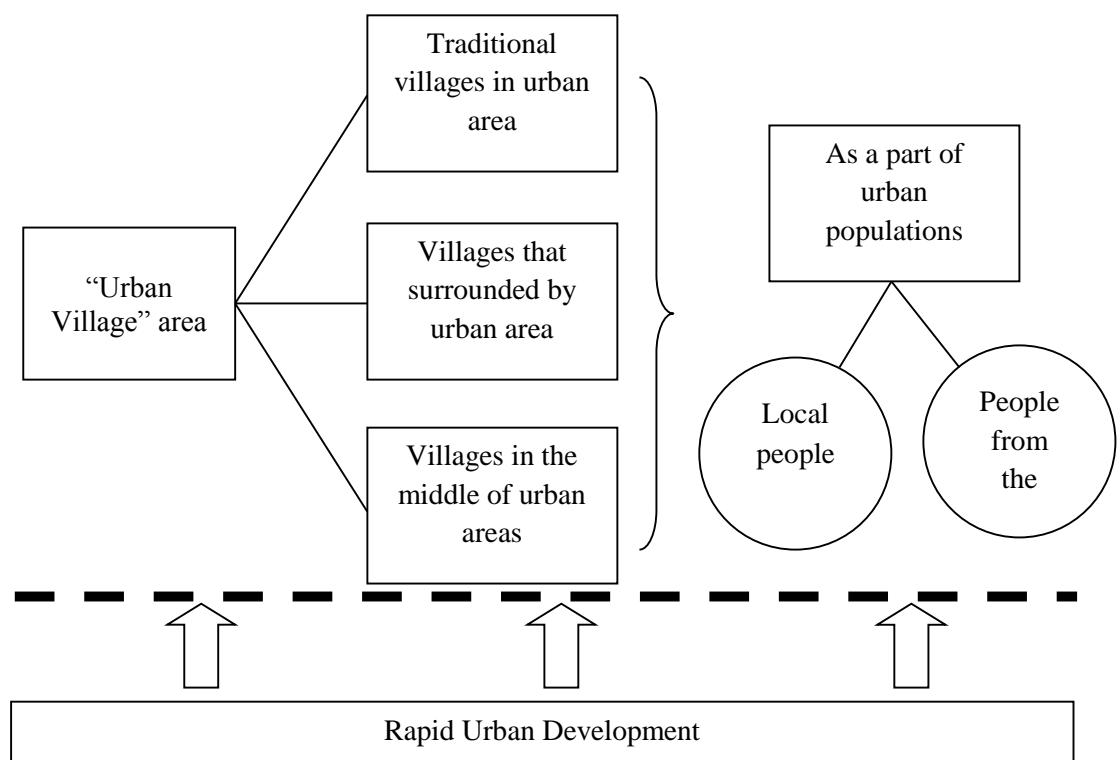 Traditional
villages in urban
area
“Urban
Village” area
Villages that
surrounded by
urban area
Villages in the
middle of urban
areas
As a part of
urban
populations
Local
people
People
from
the
Rapid Urban Development